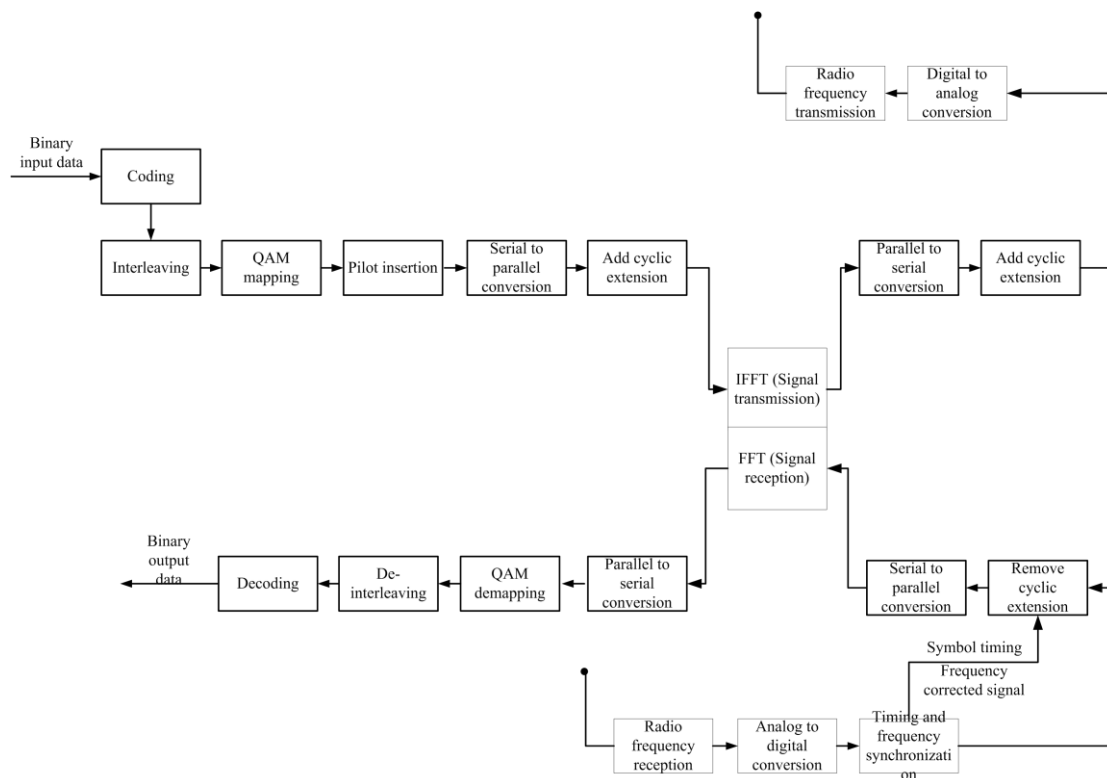 Radio
frequency
transmission
Digital to
analog
conversion
Binary
input data
Coding
Interleaving
QAM
mapping
Pilot insertion
Serial to
parallel
conversion
Add cyclic
extension
Parallel to
serial
conversion
Add cyclic
extension
IFFT (Signal
transmission)
FFT (Signal
reception)
Binary
output
data
Decoding
De-
interleaving
QAM
demapping
Parallel to
serial
conversion
Serial to
parallel
conversion
Remove
cyclic
extension
Symbol timing
Frequency
corrected signal
Radio
frequency
reception
Analog to
digital
conversion
Timing and
frequency
synchronizati
on